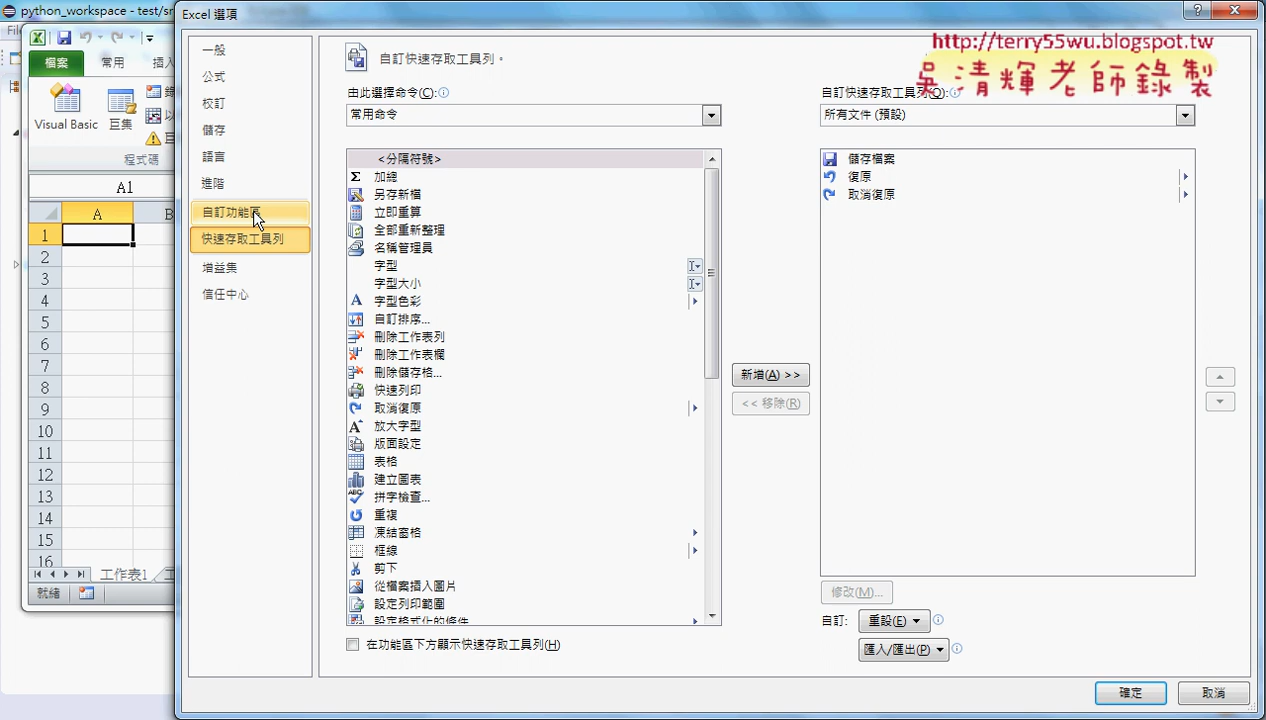 python_workspace - test/sr
Excel 選項
http://terry55wu.blogspot.tw
吳清輝老師錄製
檔案
常用
插入
Visual Basic
巨集
程式碼
A1
A
B
1
2
3
4
5
6
7
8
9
10
11
12
13
14
15
16
工作表1
就緒
一般
公式
校訂
儲存
語言
進階
自訂功能區
快速存取工具列
增益集
信任中心
自訂快速存取工具列。
由此選擇命令(C):
常用命令
<分隔符號>
加總
另存新檔
立即重算
全部重新整理
名稱管理員
字型
字型大小
字型色彩
自訂排序...
刪除工作表列
刪除工作表欄
刪除儲存格...
快速列印
取消復原
放大字型
版面設定
表格
建立圖表
拼字檢查...
重複
凍結窗格
框線
剪下
從檔案插入圖片
設定列印範圍
設定格式化的條件
在功能區下方顯示快速存取工具列(H)
新增(A) >>
<< 移除(R)
自訂快速存取工具列(Q):
所有文件 (預設)
儲存檔案
復原
取消復原
修改(M)...
自訂:
重設(E)
匯入/匯出(P)
確定
取消